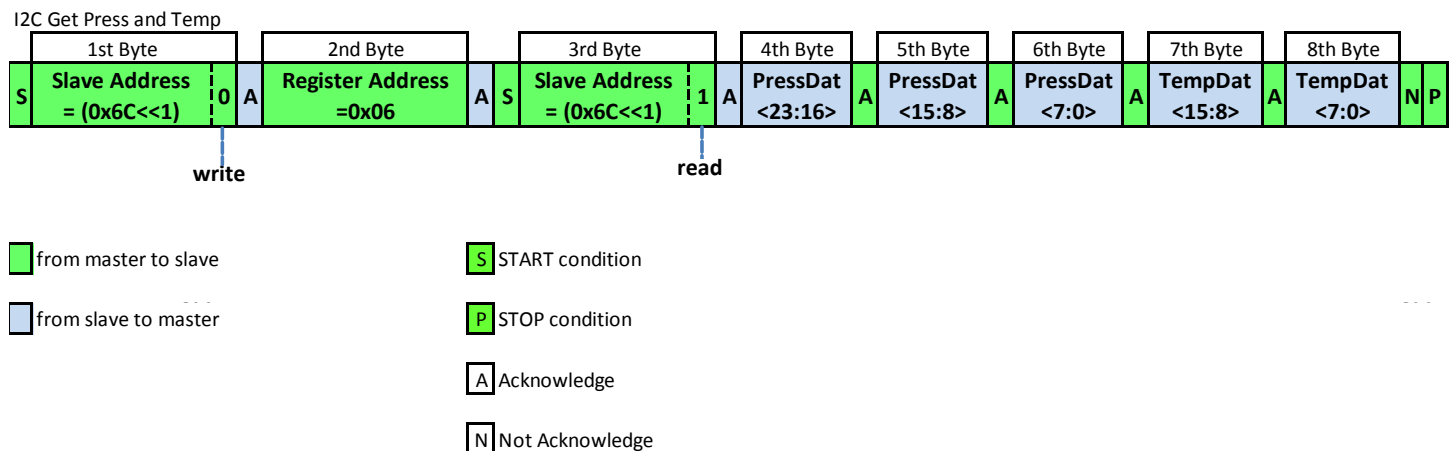 I2C Get Press and Temp
1st Byte 2nd Byte 3rd Byte 4th Byte 5th Byte 6th Byte 7th Byte 8th Byte
S Slave Address = (0x6C<<1) 0 A Register Address =0x06 A S Slave Address = (0x6C<<1) 1 A PressDat <23:16> A PressDat <15:8> A PressDat <7:0> A TempDat <15:8> A TempDat <7:0> N P
write read
from master to slave
S START condition
from slave to master
P STOP condition
A Acknowledge
N Not Acknowledge